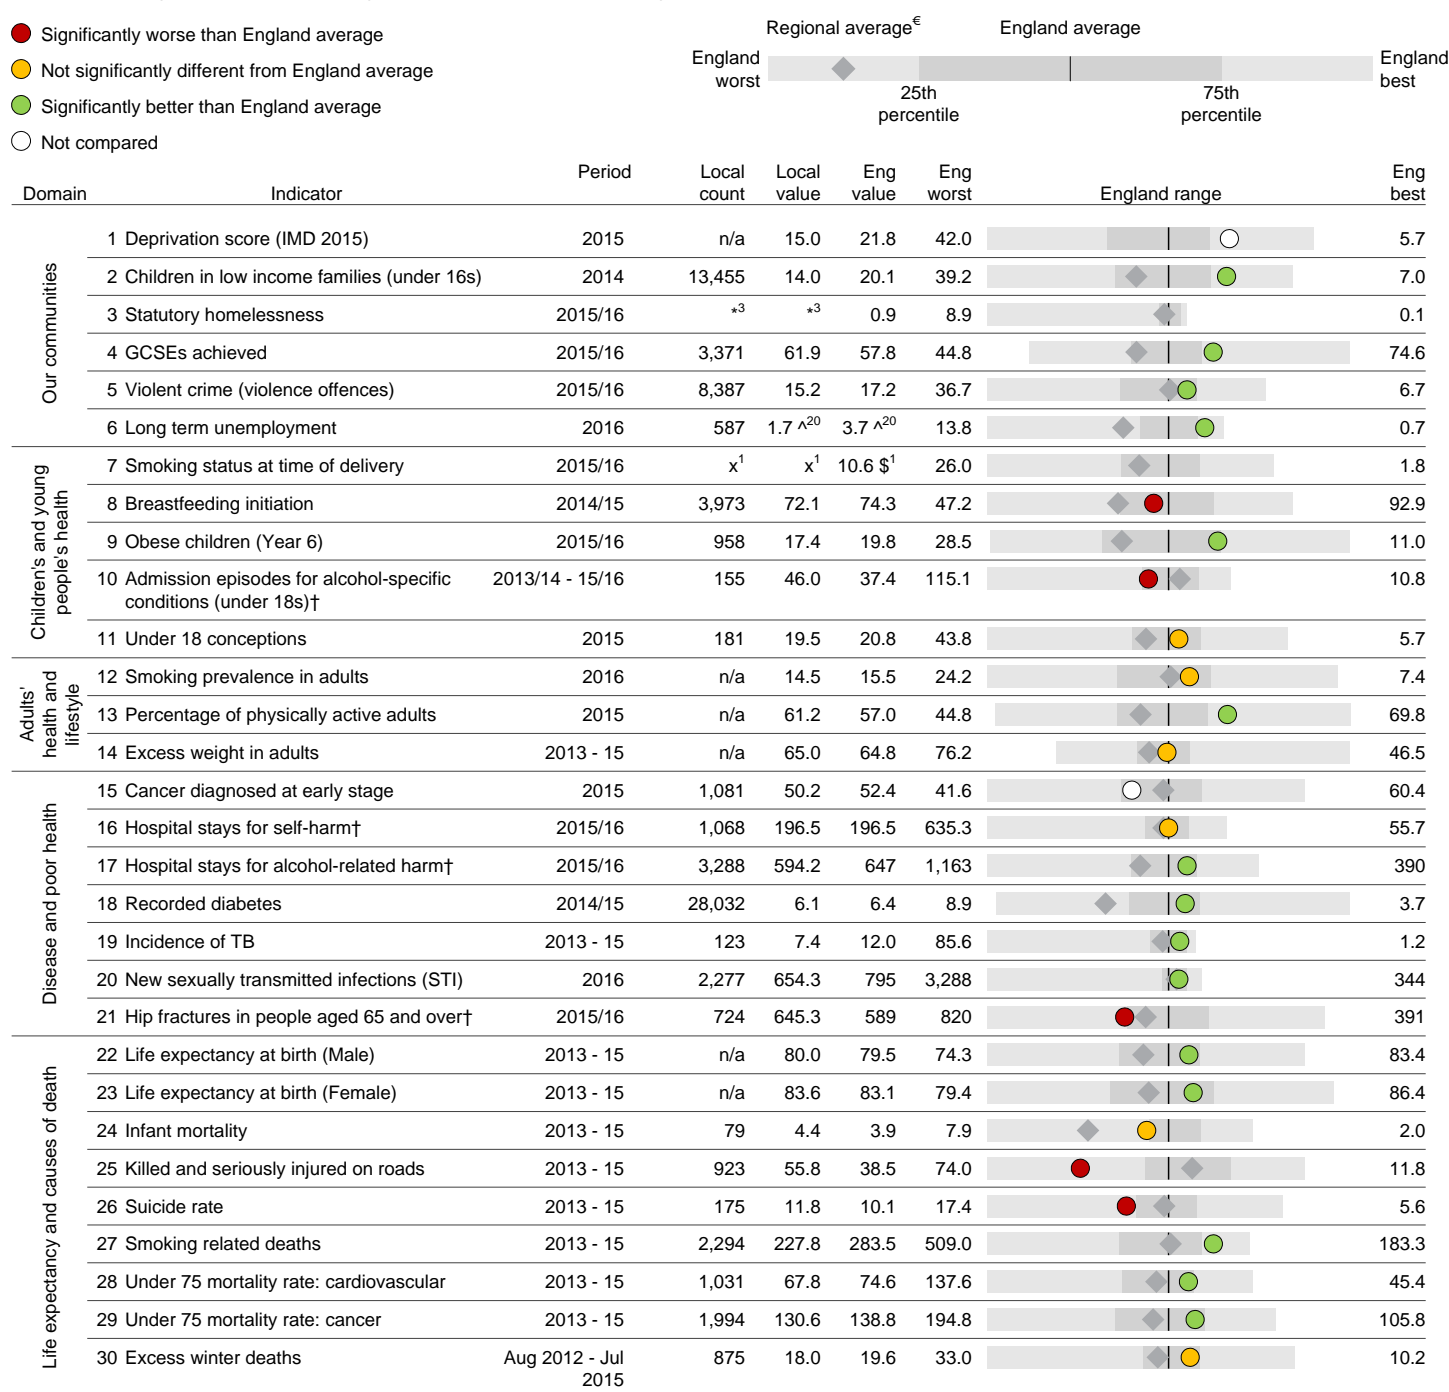 Significantly worse than England average
Not significantly different from England average
Significantly better than England average
Not compared
Regional average€ England average
England worst
England best
25th percentile
75th percentile
Domain Indicator Period Local count Local value Eng value Eng worst England range Eng best
Our communities
1 Deprivation score (IMD 2015) 2015 n/a 15.0 21.8 42.0 5.7
2 Children in low income families (under 16s) 2014 13,455 14.0 20.1 39.2 7.0
3 Statutory homelessness 2015/16 *3 *3 0.9 8.9 0.1
4 GCSEs achieved 2015/16 3,371 61.9 57.8 44.8 74.6
5 Violent crime (violence offences) 2015/16 8,387 15.2 17.2 36.7 6.7
6 Long term unemployment 2016 587 1.7 ^20 3.7 ^20 13.8 0.7
Children's and young people's health
7 Smoking status at time of delivery 2015/16 x1 x1 10.6 $1 26.0 1.8
8 Breastfeeding initiation 2014/15 3,973 72.1 74.3 47.2 92.9
9 Obese children (Year 6) 2015/16 958 17.4 19.8 28.5 11.0
10 Admission episodes for alcohol-specific 2013/14 - 15/16 155 46.0 37.4 115.1 10.8
conditions (under 18s)†
11 Under 18 conceptions 2015 181 19.5 20.8 43.8 5.7
Adults' health and lifestyle
12 Smoking prevalence in adults 2016 n/a 14.5 15.5 24.2 7.4
13 Percentage of physically active adults 2015 n/a 61.2 57.0 44.8 69.8
14 Excess weight in adults 2013 - 15 n/a 65.0 64.8 76.2 46.5
Disease and poor health
15 Cancer diagnosed at early stage 2015 1,081 50.2 52.4 41.6 60.4
16 Hospital stays for self-harm† 2015/16 1,068 196.5 196.5 635.3 55.7
17 Hospital stays for alcohol-related harm† 2015/16 3,288 594.2 647 1,163 390
18 Recorded diabetes 2014/15 28,032 6.1 6.4 8.9 3.7
19 Incidence of TB 2013 - 15 123 7.4 12.0 85.6 1.2
20 New sexually transmitted infections (STI) 2016 2,277 654.3 795 3,288 344
21 Hip fractures in people aged 65 and over† 2015/16 724 645.3 589 820 391
Life expectancy and causes of death
22 Life expectancy at birth (Male) 2013 - 15 n/a 80.0 79.5 74.3 83.4
23 Life expectancy at birth (Female) 2013 - 15 n/a 83.6 83.1 79.4 86.4
24 Infant mortality 2013 - 15 79 4.4 3.9 7.9 2.0
25 Killed and seriously injured on roads 2013 - 15 923 55.8 38.5 74.0 11.8
26 Suicide rate 2013 - 15 175 11.8 10.1 17.4 5.6
27 Smoking related deaths 2013 - 15 2,294 227.8 283.5 509.0 183.3
28 Under 75 mortality rate: cardiovascular 2013 - 15 1,031 67.8 74.6 137.6 45.4
29 Under 75 mortality rate: cancer 2013 - 15 1,994 130.6 138.8 194.8 105.8
30 Excess winter deaths Aug 2012 - Jul 875 18.0 19.6 33.0 10.2
2015